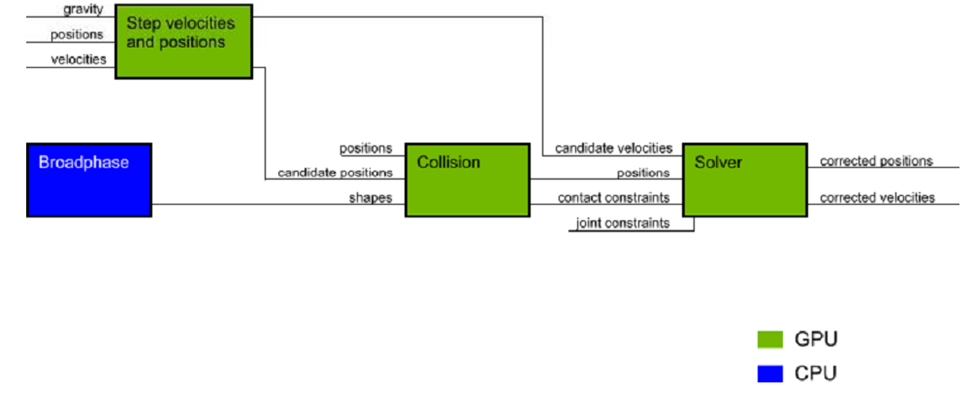 gravity
positions
velocities
Step velocities
and positions
Broadphase
positions
candidate positions
shapes
Collision
candidate velocities
positions
contact constraints
joint constraints
Solver
corrected positions
corrected velocities
GPU
CPU